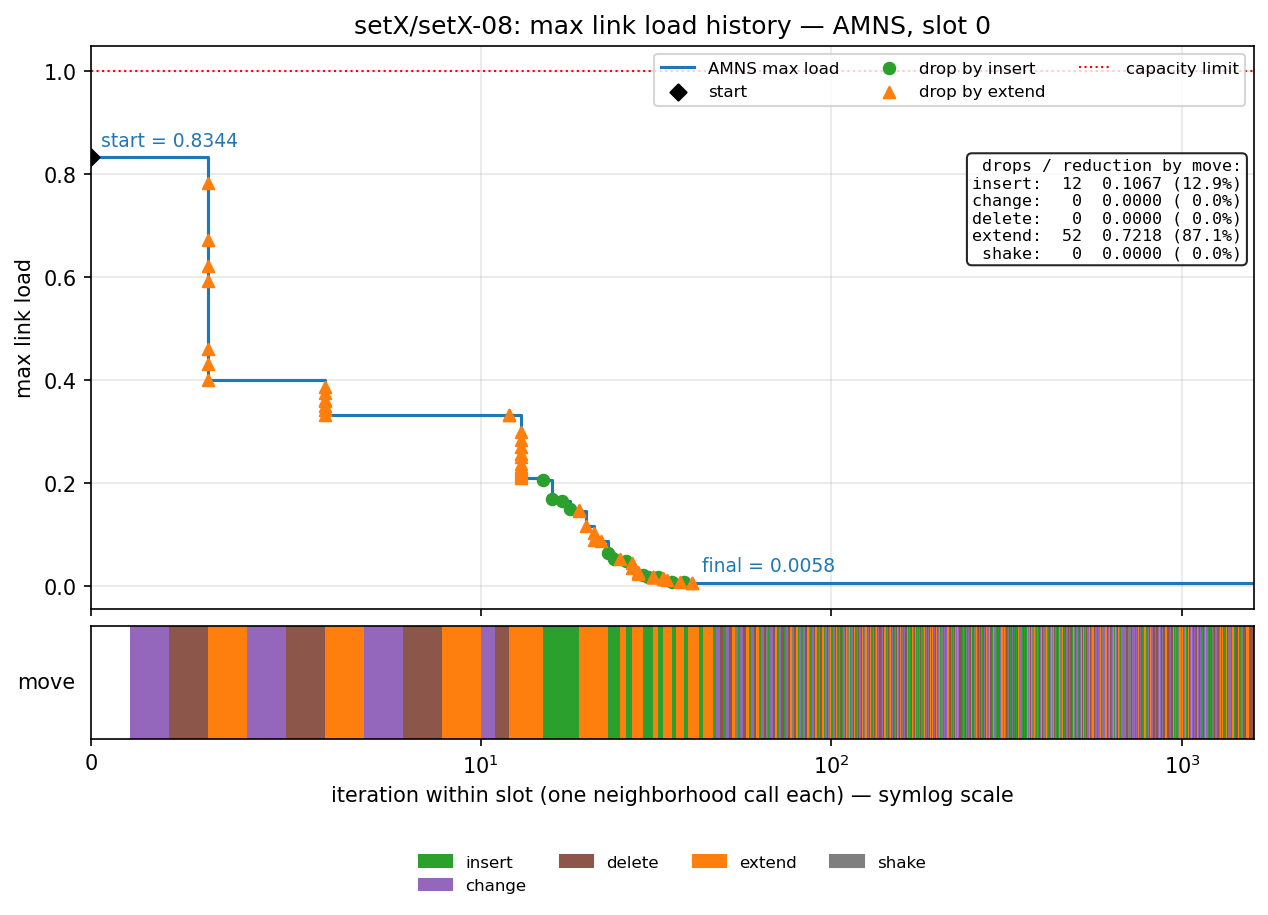 setX/setX-08: max link load history — AMNS, slot 0
AMNS max load
start
drop by insert
drop by extend
capacity limit
start = 0.8344
drops / reduction by move:
insert: 12 0.1067 (12.9%)
change: 0 0.0000 ( 0.0%)
delete: 0 0.0000 ( 0.0%)
extend: 52 0.7218 (87.1%)
shake: 0 0.0000 ( 0.0%)
final = 0.0058
max link load
1.0
0.8
0.6
0.4
0.2
0.0
move
0
10¹
10²
10³
iteration within slot (one neighborhood call each) — symlog scale
insert
change
delete
extend
shake